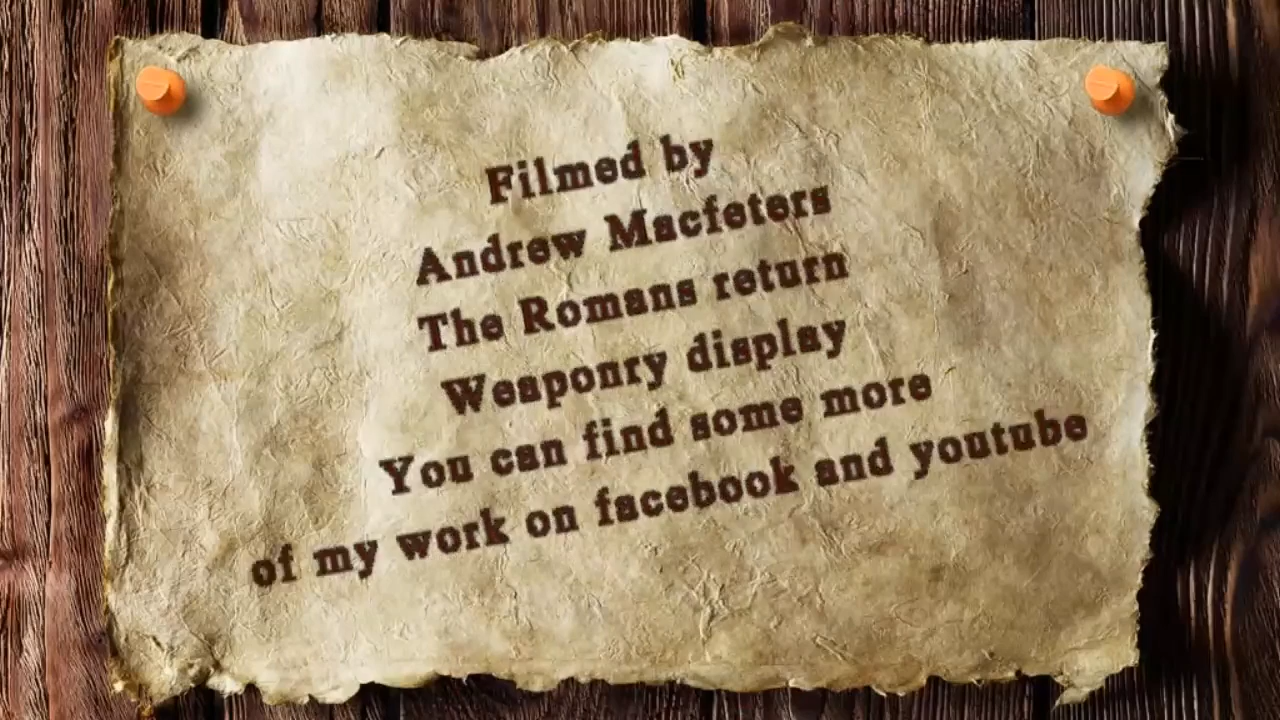 Filmed by
Andrew Macfeters
The Romans return
Weaponry display
You can find some more
of my work on facebook and youtube